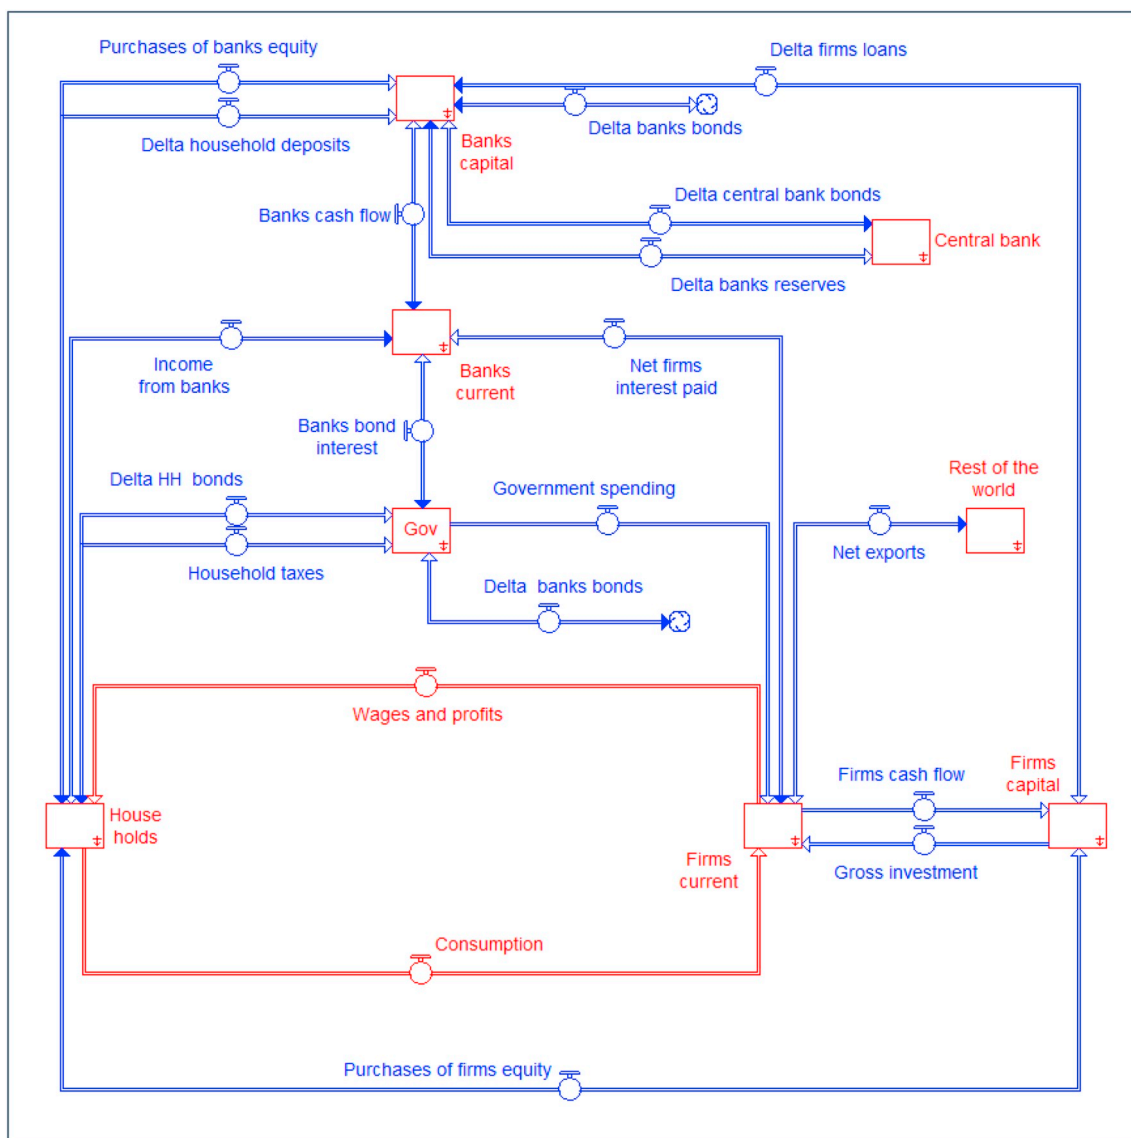 Purchases of banks equity
Delta firms loans
Delta banks bonds
Delta household deposits
Banks
capital
Delta central bank bonds
Banks cash flow
Central bank
Delta banks reserves
Income
from banks
Banks
current
Net firms
interest paid
Banks bond
interest
Delta HH  bonds
Government spending
Rest of the
world
Gov
Household taxes
Net exports
Delta  banks bonds
Wages and profits
Firms cash flow
Firms
capital
House
holds
Firms
current
Gross investment
Consumption
Purchases of firms equity